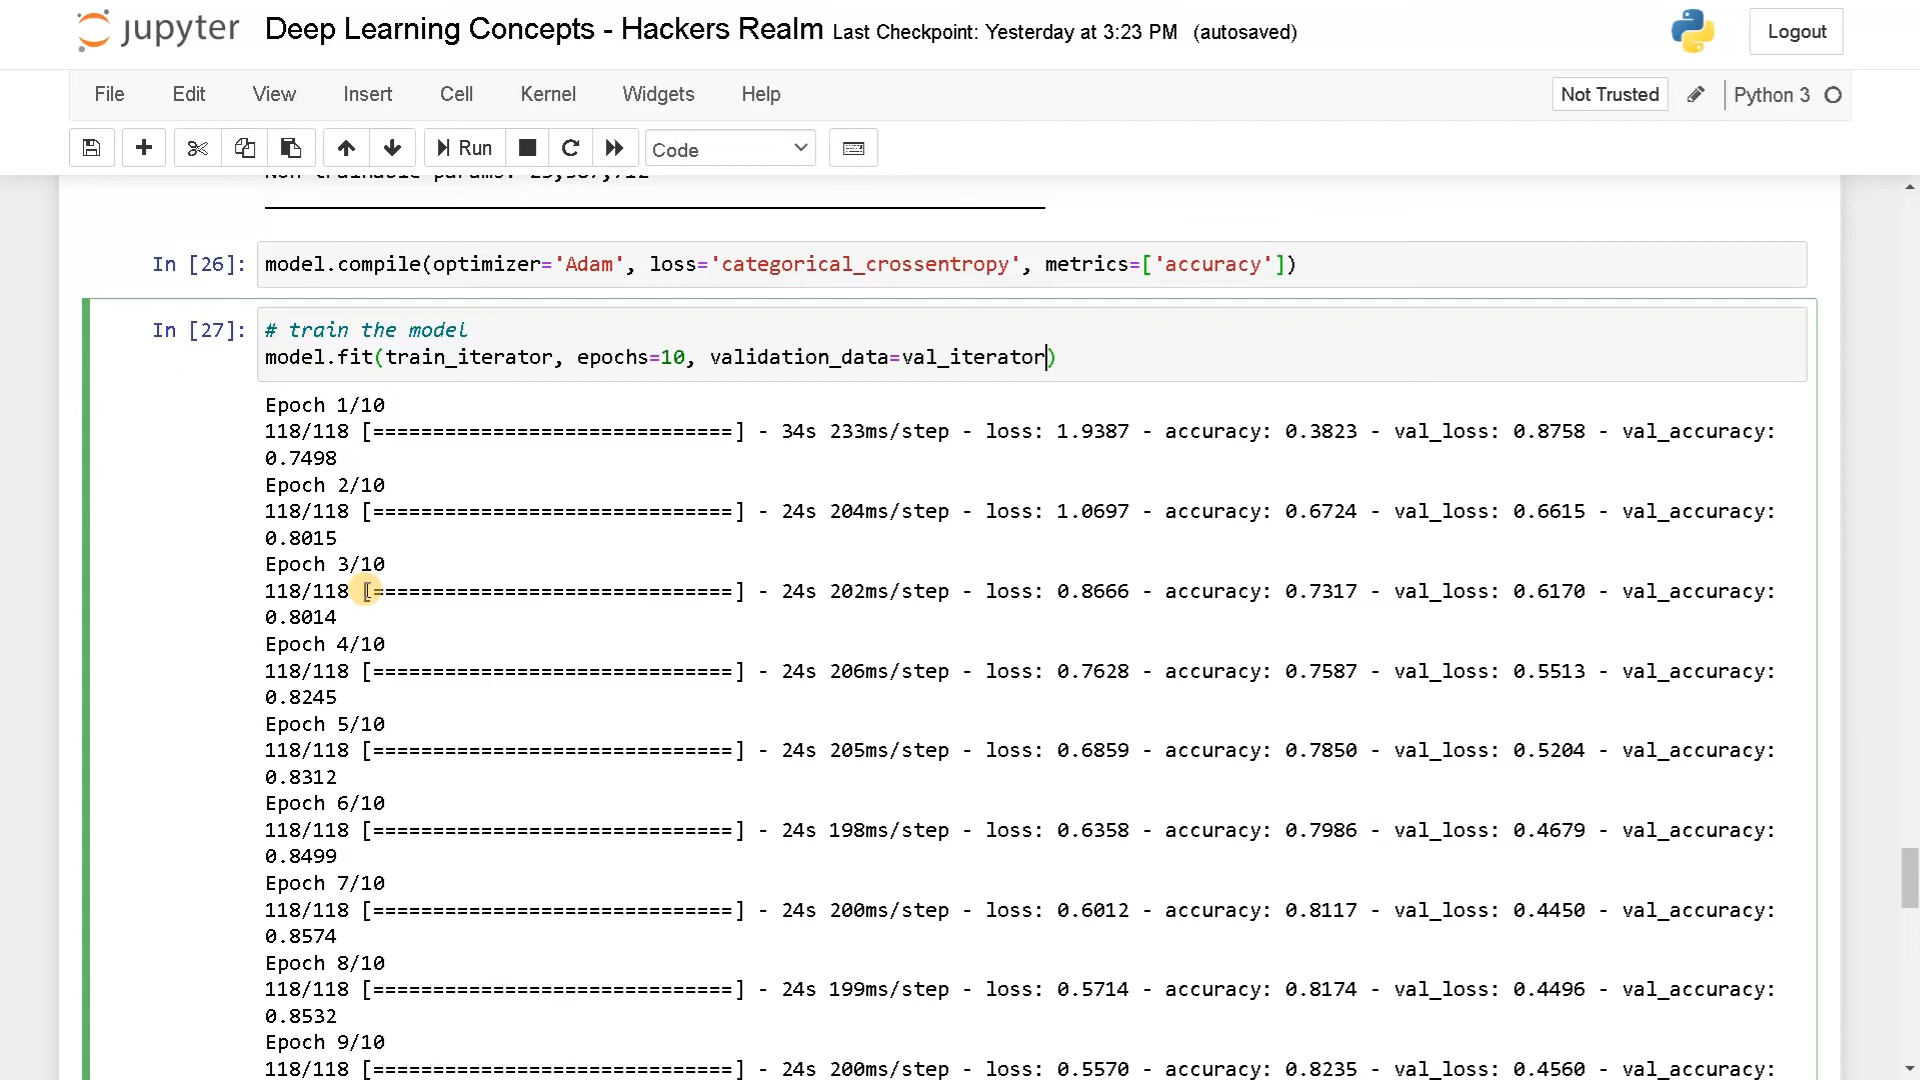 jupyter Deep Learning Concepts - Hackers Realm Last Checkpoint: Yesterday at 3:23 PM (autosaved) Logout
File Edit View Insert Cell Kernel Widgets Help Not Trusted Python 3
Run Code
In [26]: model.compile(optimizer='Adam', loss='categorical_crossentropy', metrics=['accuracy'])
In [27]: # train the model
model.fit(train_iterator, epochs=10, validation_data=val_iterator)
Epoch 1/10
118/118 [==============================] - 34s 233ms/step - loss: 1.9387 - accuracy: 0.3823 - val_loss: 0.8758 - val_accuracy:
0.7498
Epoch 2/10
118/118 [==============================] - 24s 204ms/step - loss: 1.0697 - accuracy: 0.6724 - val_loss: 0.6615 - val_accuracy:
0.8015
Epoch 3/10
118/118 [==============================] - 24s 202ms/step - loss: 0.8666 - accuracy: 0.7317 - val_loss: 0.6170 - val_accuracy:
0.8014
Epoch 4/10
118/118 [==============================] - 24s 206ms/step - loss: 0.7628 - accuracy: 0.7587 - val_loss: 0.5513 - val_accuracy:
0.8245
Epoch 5/10
118/118 [==============================] - 24s 205ms/step - loss: 0.6859 - accuracy: 0.7850 - val_loss: 0.5204 - val_accuracy:
0.8312
Epoch 6/10
118/118 [==============================] - 24s 198ms/step - loss: 0.6358 - accuracy: 0.7986 - val_loss: 0.4679 - val_accuracy:
0.8499
Epoch 7/10
118/118 [==============================] - 24s 200ms/step - loss: 0.6012 - accuracy: 0.8117 - val_loss: 0.4450 - val_accuracy:
0.8574
Epoch 8/10
118/118 [==============================] - 24s 199ms/step - loss: 0.5714 - accuracy: 0.8174 - val_loss: 0.4496 - val_accuracy:
0.8532
Epoch 9/10
118/118 [==============================] - 24s 200ms/step - loss: 0.5570 - accuracy: 0.8235 - val_loss: 0.4560 - val_accuracy: